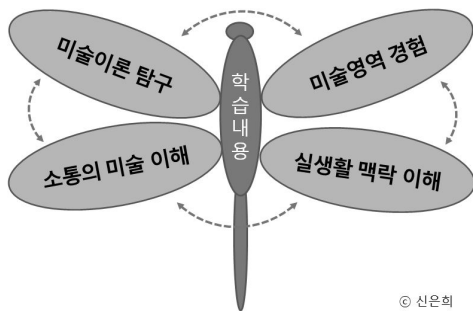 미술이론 탐구
미술영역 경험
학습내용
소통의 미술 이해
실생활 맥락 이해
ⓒ 신은희